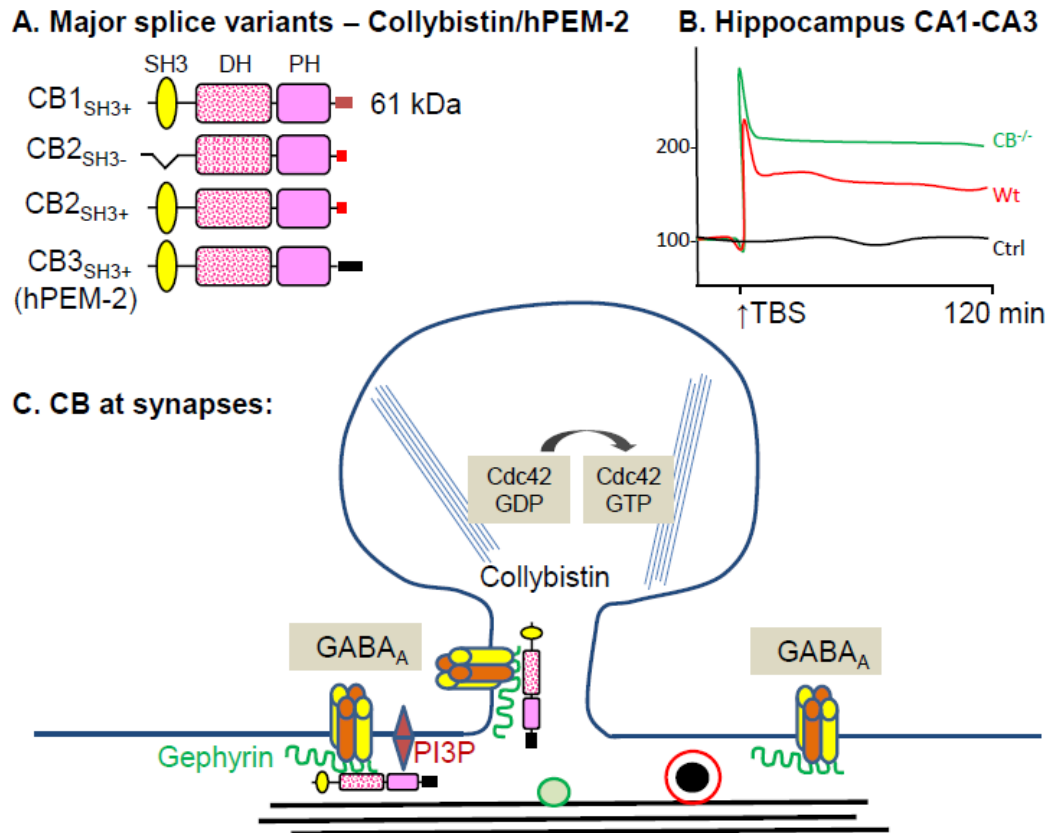 A. Major splice variants – Collybistin/hPEM-2
SH3 DH PH
CB1SH3+ 61 kDa
CB2SH3-
CB2SH3+
CB3SH3+
(hPEM-2)
B. Hippocampus CA1-CA3
200
100
CB-/-
Wt
Ctrl
↑TBS 120 min
C. CB at synapses:
Cdc42
GDP
Cdc42
GTP
Collybistin
GABAA
GABAA
Gephyrin
PI3P